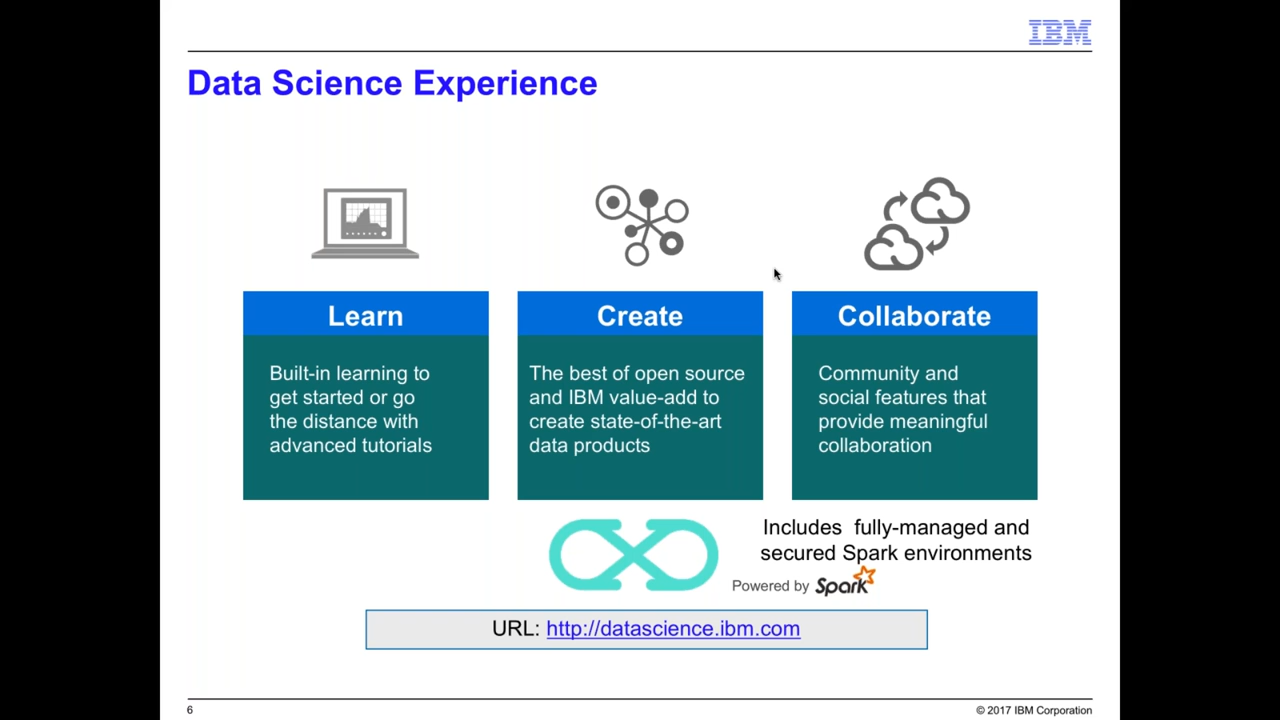 IBM
Data Science Experience
Learn
Built-in learning to
get started or go
the distance with
advanced tutorials
Create
The best of open source
and IBM value-add to
create state-of-the-art
data products
Collaborate
Community and
social features that
provide meaningful
collaboration
Includes fully-managed and
secured Spark environments
Powered by Spark
URL: http://datascience.ibm.com
6
© 2017 IBM Corporation